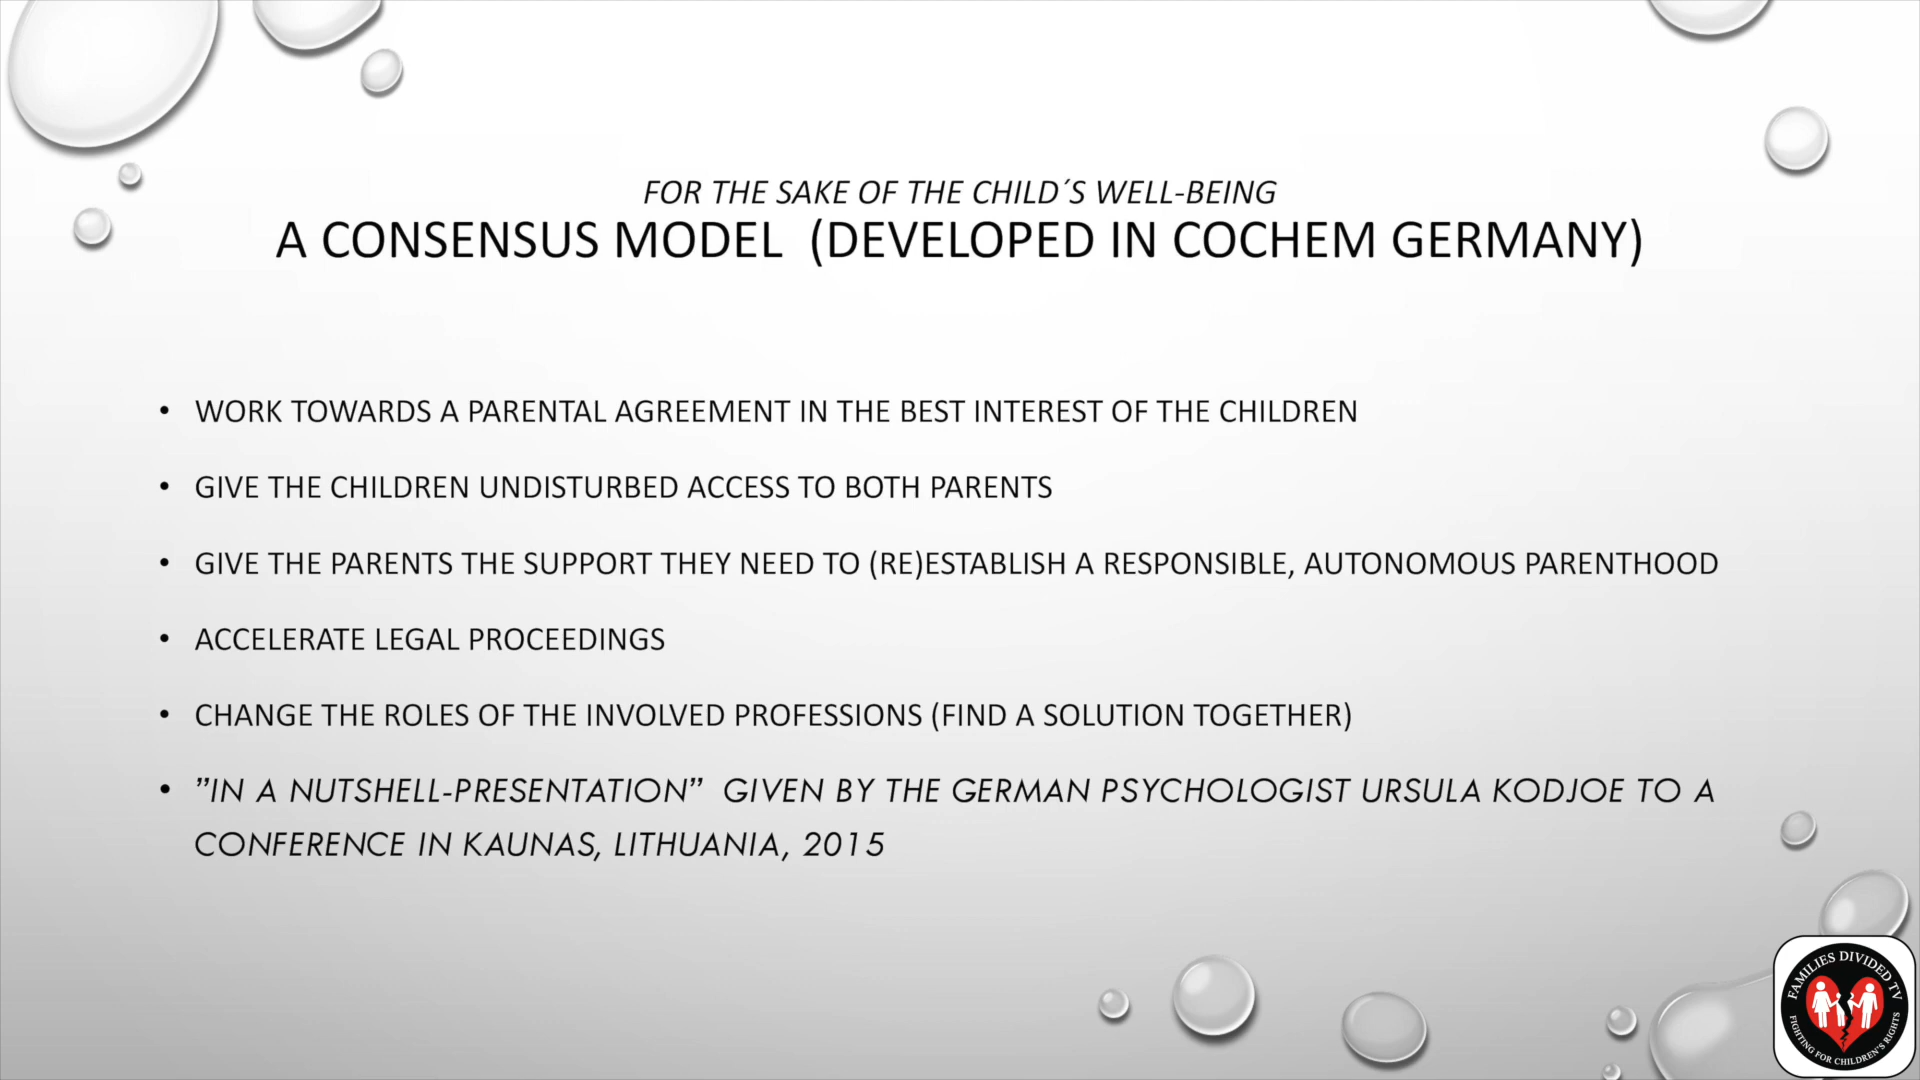 FOR THE SAKE OF THE CHILD´S WELL-BEING
A CONSENSUS MODEL  (DEVELOPED IN COCHEM GERMANY)
• WORK TOWARDS A PARENTAL AGREEMENT IN THE BEST INTEREST OF THE CHILDREN
• GIVE THE CHILDREN UNDISTURBED ACCESS TO BOTH PARENTS
• GIVE THE PARENTS THE SUPPORT THEY NEED TO (RE)ESTABLISH A RESPONSIBLE, AUTONOMOUS PARENTHOOD
• ACCELERATE LEGAL PROCEEDINGS
• CHANGE THE ROLES OF THE INVOLVED PROFESSIONS (FIND A SOLUTION TOGETHER)
• ”IN A NUTSHELL-PRESENTATION”  GIVEN BY THE GERMAN PSYCHOLOGIST URSULA KODJOE TO A
CONFERENCE IN KAUNAS, LITHUANIA, 2015
FAMILIES DIVIDED TV
FIGHTING FOR CHILDREN'S RIGHTS